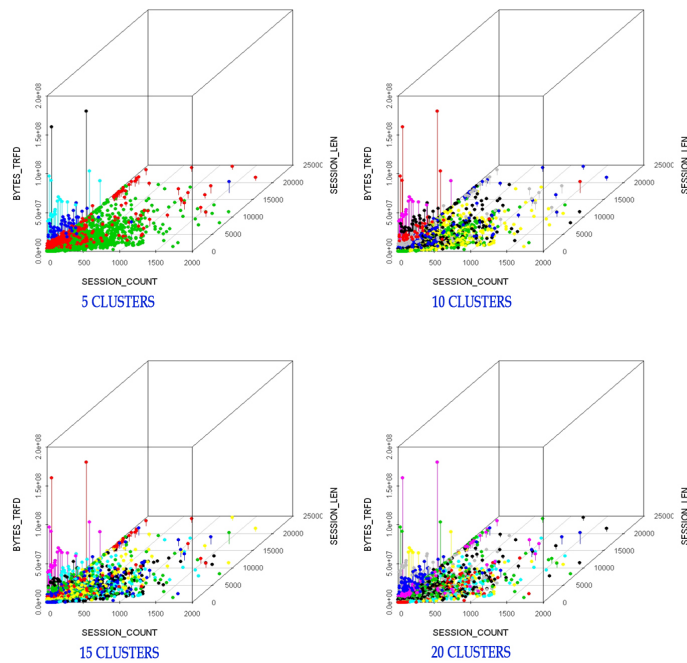 2.0e+08
1.5e+08
1.0e+08
5.0e+07
0.0e+00
BYTES_TRFD
0 500 1000 1500 2000
SESSION_COUNT
0
5000
10000
15000
20000
25000
SESSION_LEN
5 CLUSTERS
2.0e+08
1.5e+08
1.0e+08
5.0e+07
0.0e+00
BYTES_TRFD
0 500 1000 1500 2000
SESSION_COUNT
0
5000
10000
15000
20000
25000
SESSION_LEN
10 CLUSTERS
2.0e+08
1.5e+08
1.0e+08
5.0e+07
0.0e+00
BYTES_TRFD
0 500 1000 1500 2000
SESSION_COUNT
0
5000
10000
15000
20000
25000
SESSION_LEN
15 CLUSTERS
2.0e+08
1.5e+08
1.0e+08
5.0e+07
0.0e+00
BYTES_TRFD
0 500 1000 1500 2000
SESSION_COUNT
0
5000
10000
15000
20000
25000
SESSION_LEN
20 CLUSTERS